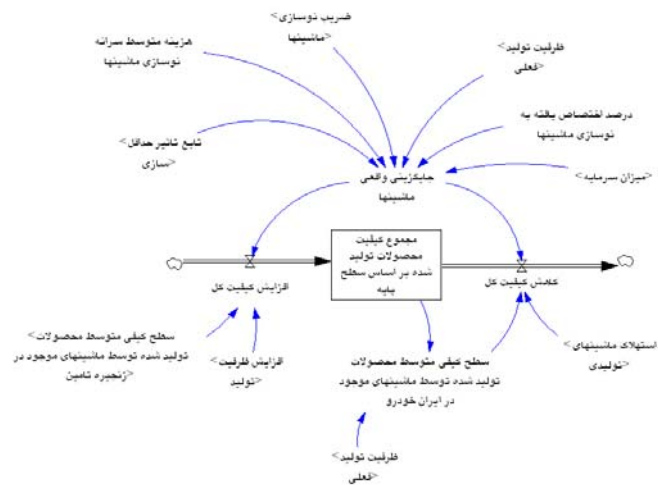 <ضریب نوسازی
ماشینها>
هزینه متوسط سرانه
نوسازی ماشینها
<ظرفیت تولید
فعلی>
درصد اختصاص یافته به
نوسازی ماشینها
<تابع تاثیر حداقل
سازی>
<میزان سرمایه>
جایگزینی واقعی
ماشینها
مجموع کیفیت
محصولات تولید
شده بر اساس سطح
پایه
افزایش کیفیت کل
کاهش کیفیت کل
<سطح کیفی متوسط محصولات
تولید شده توسط ماشینهای موجود در
زنجیره تامین>
<افزایش ظرفیت
تولید>
سطح کیفی متوسط محصولات
تولید شده توسط ماشینهای موجود
در ایران خودرو
<استهلاک ماشینهای
تولیدی>
<ظرفیت تولید
فعلی>